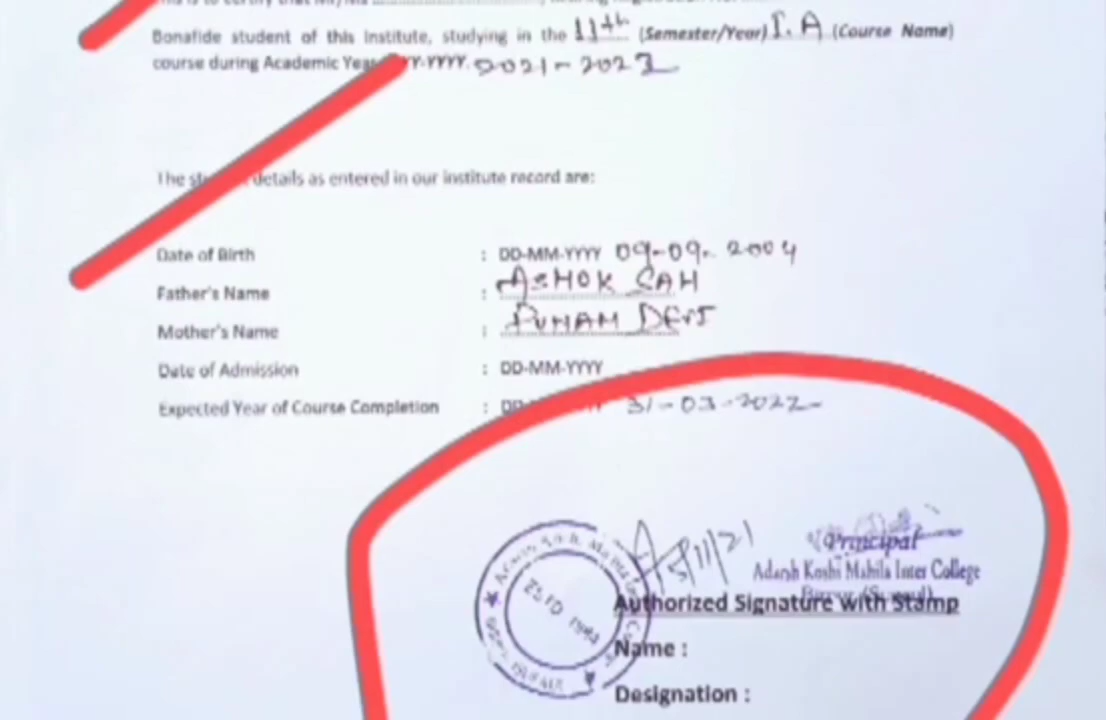 Bonafide student of this Institute, studying in the 11th (Semester/Year) I.A (Course Name)
course during Academic Year YYYY. 2021-2023
The details as entered in our institute record are:
Date of Birth : DD-MM-YYYY 09-09-2004
Father's Name : ASHOK SAH
Mother's Name : PUNAM DEVI
Date of Admission : DD-MM-YYYY
Expected Year of Course Completion : 31-03-2022
ESTD 1983
Principal
Adarsh Koshi Mahila Inter College
Authorized Signature with Stamp
Name :
Designation :